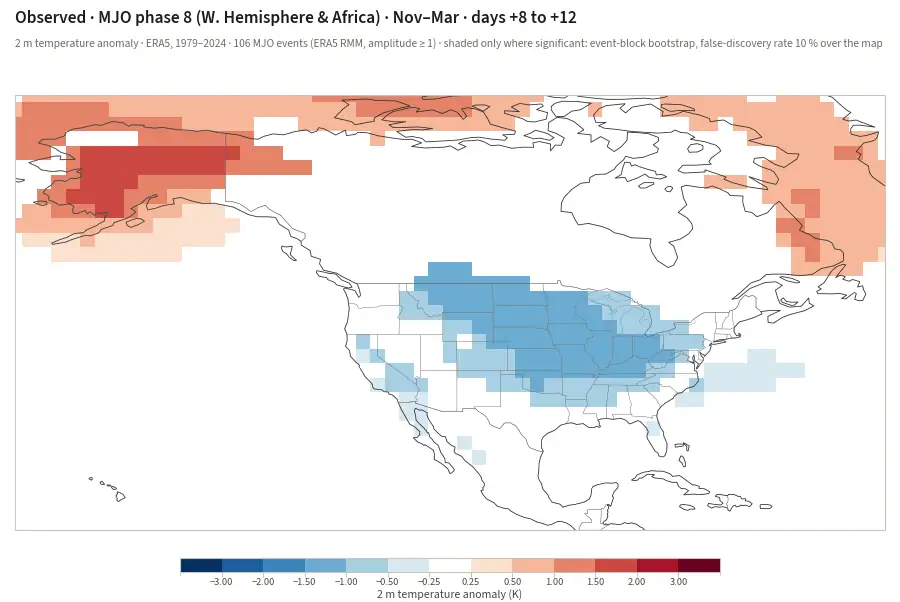 Observed · MJO phase 8 (W. Hemisphere & Africa) · Nov–Mar · days +8 to +12
2 m temperature anomaly · ERA5, 1979–2024 · 106 MJO events (ERA5 RMM, amplitude ≥ 1) · shaded only where significant: event-block bootstrap, false-discovery rate 10 % over the map
−3.00 −2.00 −1.50 −1.00 −0.50 −0.25 0.25 0.50 1.00 1.50 2.00 3.00
2 m temperature anomaly (K)